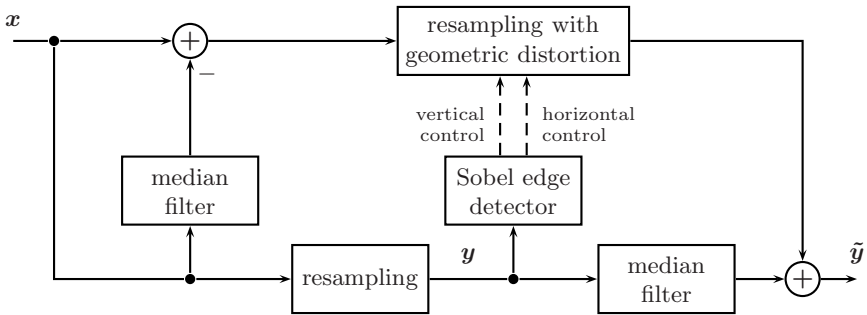 x
+
−
resampling with
geometric distortion
vertical
control
horizontal
control
median
filter
Sobel edge
detector
resampling
y
median
filter
+
ỹ